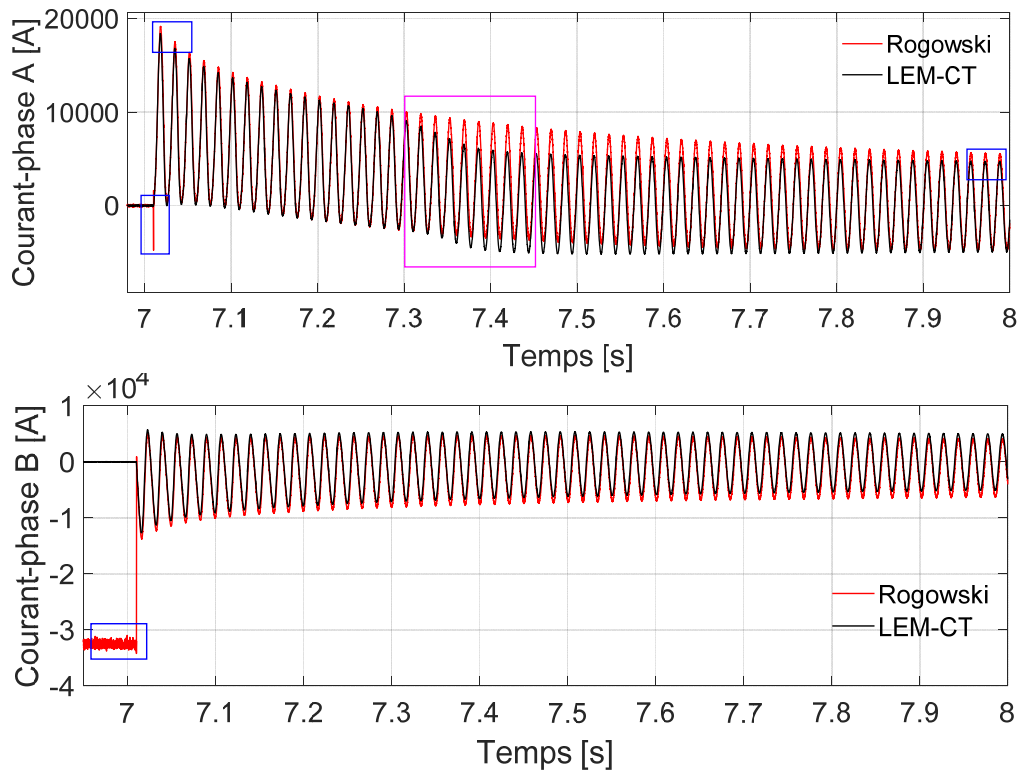 20000
10000
0
Courant-phase A [A]
Rogowski
LEM-CT
7 7.1 7.2 7.3 7.4 7.5 7.6 7.7 7.8 7.9 8
Temps [s]
×10⁴
1
0
-1
-2
-3
-4
Courant-phase B [A]
Rogowski
LEM-CT
7 7.1 7.2 7.3 7.4 7.5 7.6 7.7 7.8 7.9 8
Temps [s]